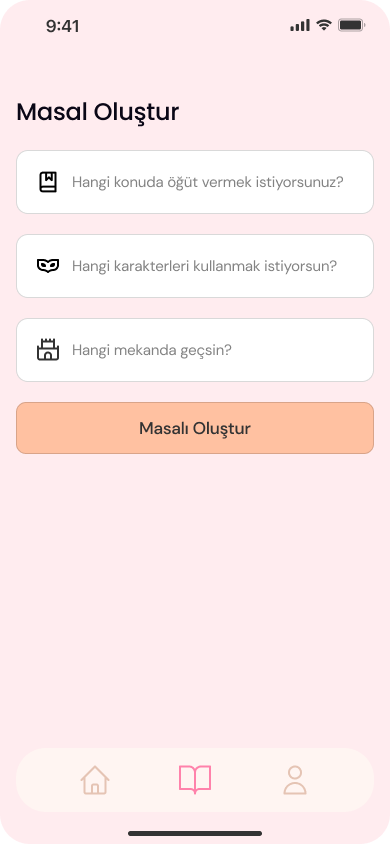 9:41
Masal Oluştur
Hangi konuda öğüt vermek istiyorsunuz?
Hangi karakterleri kullanmak istiyorsun?
Hangi mekanda geçsin?
Masalı Oluştur